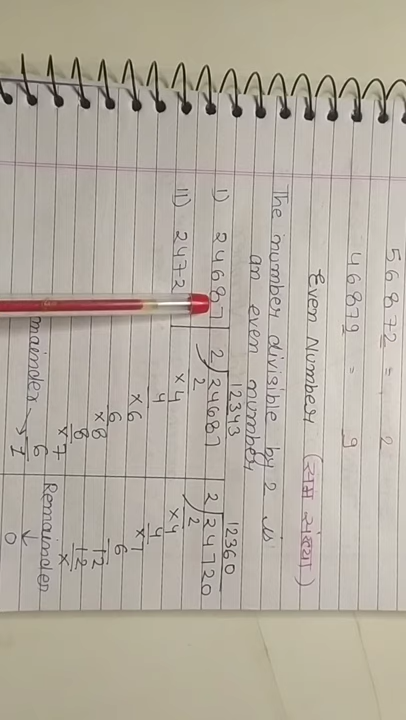 56872 = 2
46879 = 9
Even Number (सम संख्या)
The number divisible by 2 is
an even number
I) 24687
II) 2472
12343
2) 24687
2
×4
4
×6
6
×8
8
×7
6
mainder → 1
12360
2) 24720
2
×4
4
×7
6
12
12
×
Remainder
↓
0